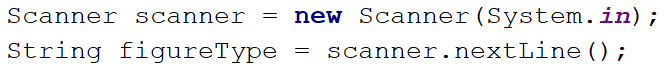 Scanner scanner = new Scanner(System.in);
String figureType = scanner.nextLine();